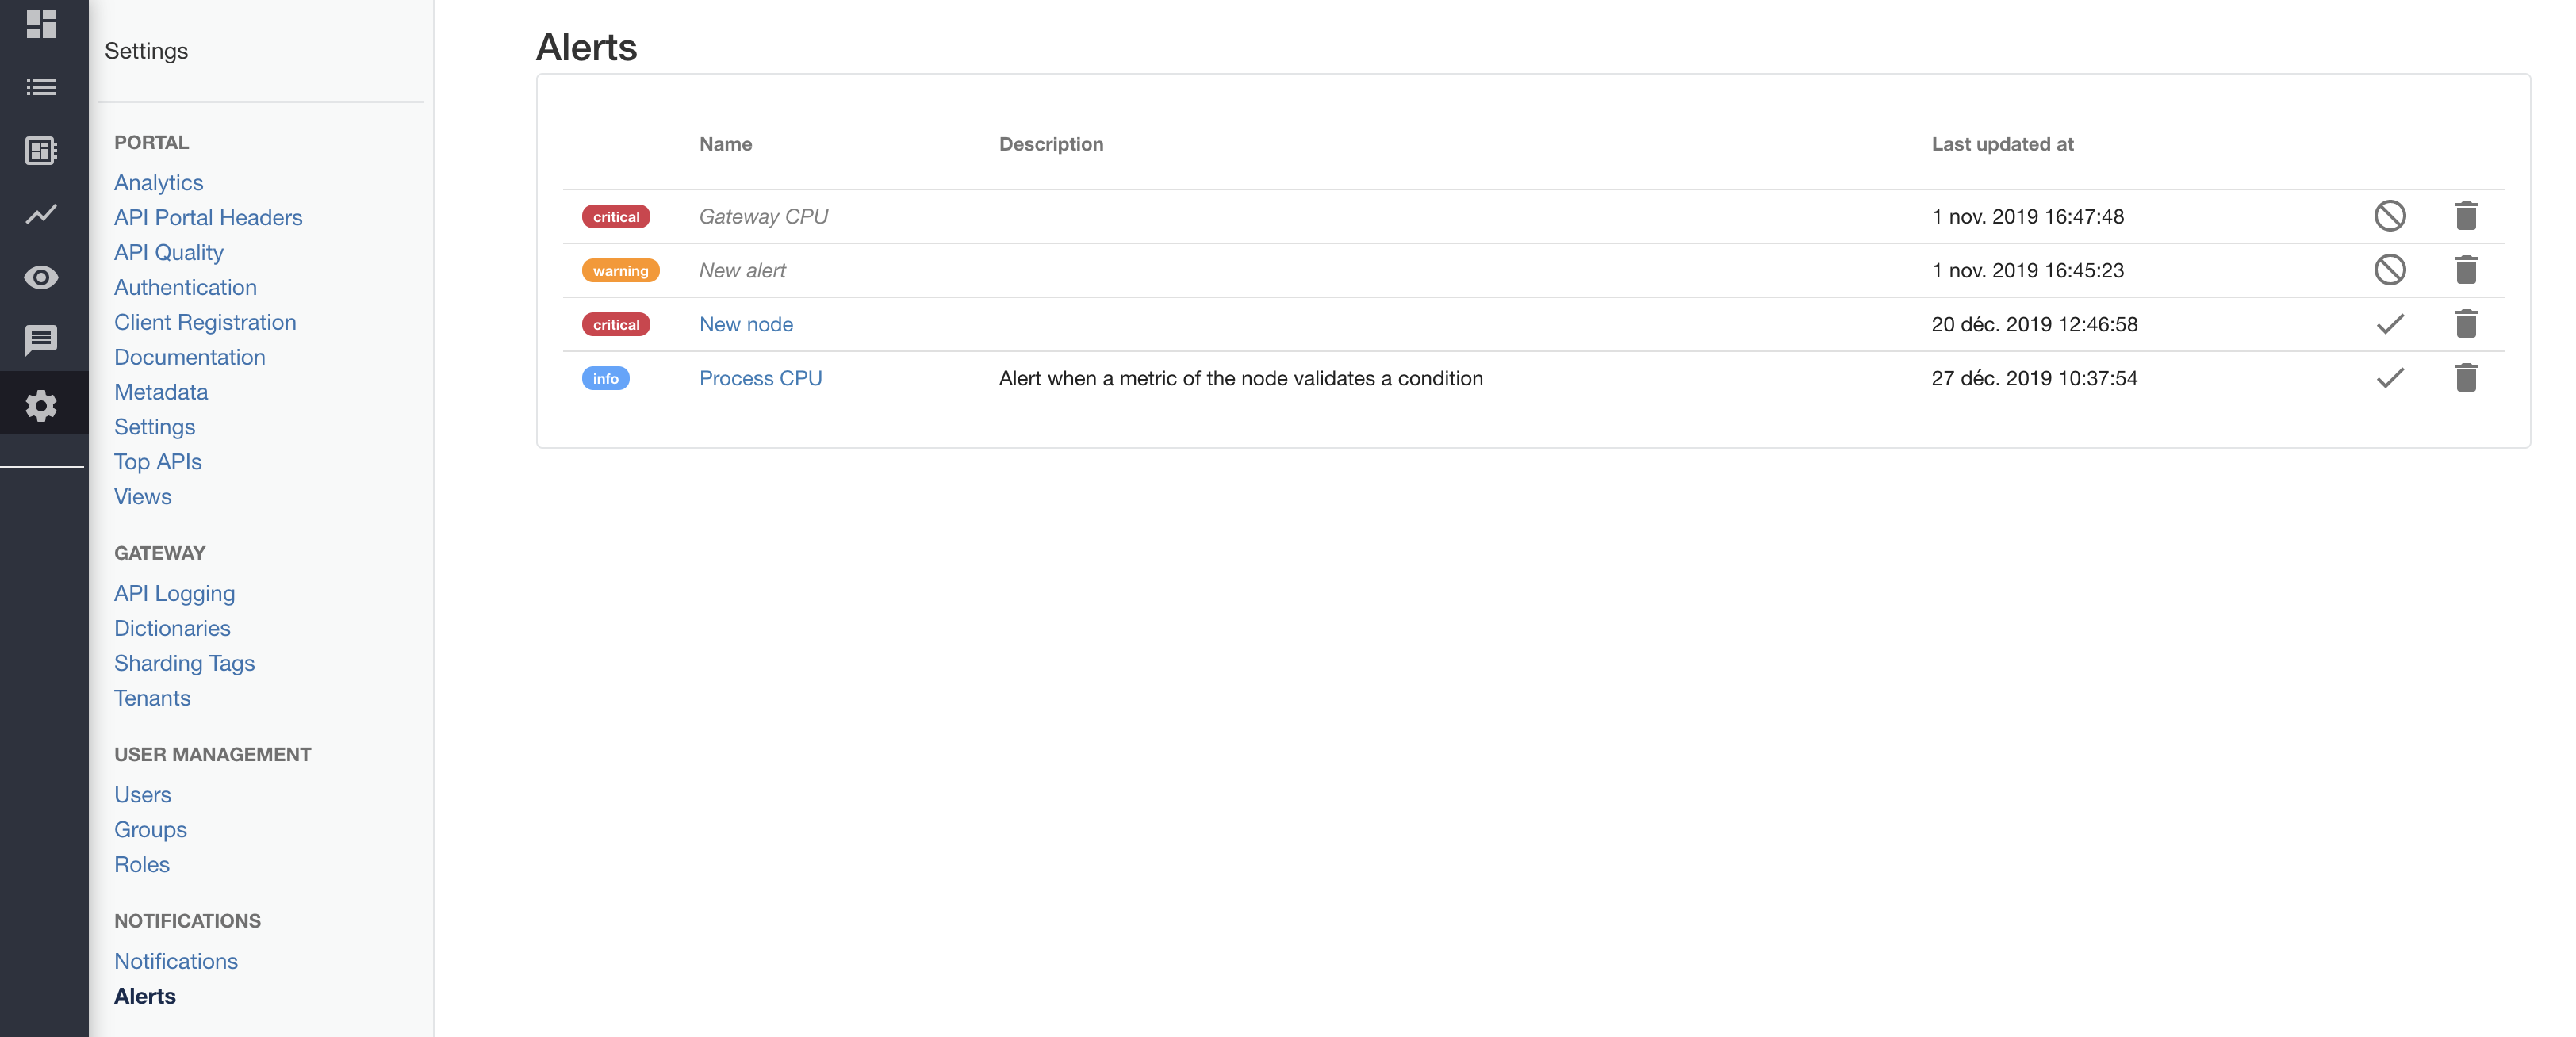 Settings
PORTAL
Analytics
API Portal Headers
API Quality
Authentication
Client Registration
Documentation
Metadata
Settings
Top APIs
Views
GATEWAY
API Logging
Dictionaries
Sharding Tags
Tenants
USER MANAGEMENT
Users
Groups
Roles
NOTIFICATIONS
Notifications
Alerts
Alerts
Name Description Last updated at
critical Gateway CPU 1 nov. 2019 16:47:48
warning New alert 1 nov. 2019 16:45:23
critical New node 20 déc. 2019 12:46:58
info Process CPU Alert when a metric of the node validates a condition 27 déc. 2019 10:37:54